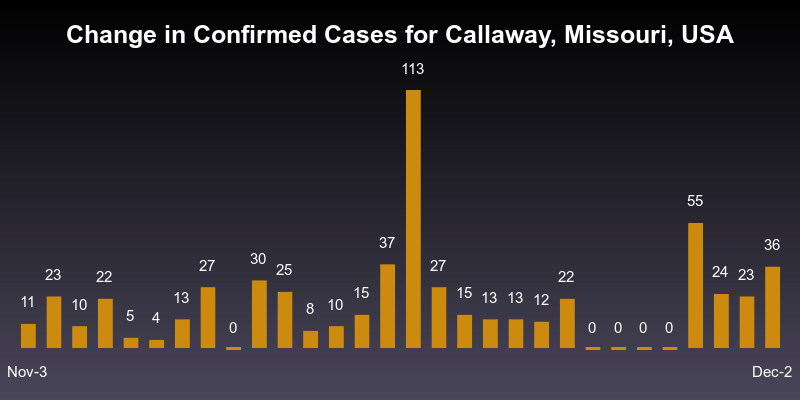 Change in Confirmed Cases for Callaway, Missouri, USA
11 23 10 22 5 4 13 27 0 30 25 8 10 15 37 113 27 15 13 13 12 22 0 0 0 0 55 24 23 36
Nov-3 Dec-2